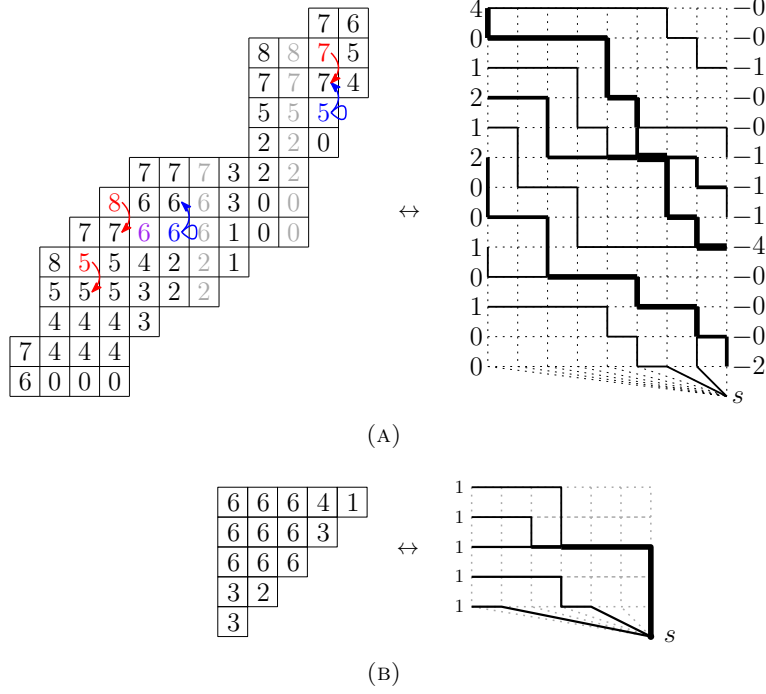 7 6
8 8 7 5
7 7 7 4
5 5 5
2 2 0
7 7 7 3 2 2
8 6 6 6 3 0 0
7 7 6 6 6 1 0 0
8 5 5 4 2 2 1
5 5 5 3 2 2
4 4 4 3
7 4 4 4
6 0 0 0
↔
4 −0
0 −0
1 −1
2 −0
1 −0
2 −1
0 −1
0 −1
1 −4
0 −0
1 −0
0 −0
0 −2
s
(A)
6 6 6 4 1
6 6 6 3
6 6 6
3 2
3
↔
1
1
1
1
1
s
(B)